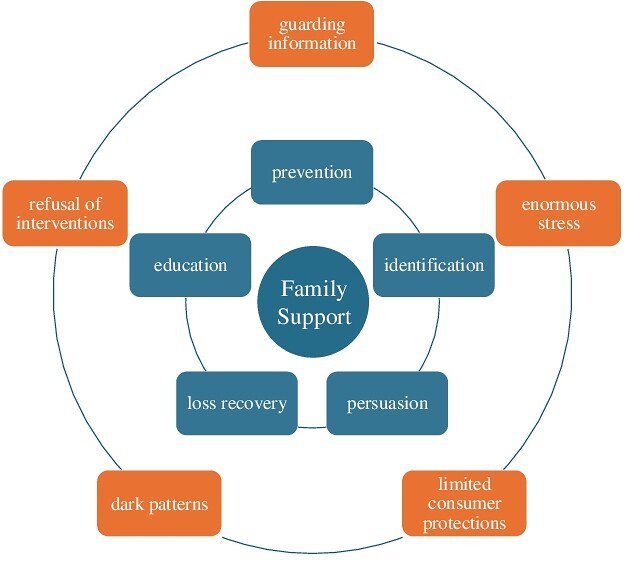 guarding
information
prevention
refusal of
interventions
enormous
stress
education
identification
Family
Support
loss recovery
persuasion
dark patterns
limited
consumer
protections